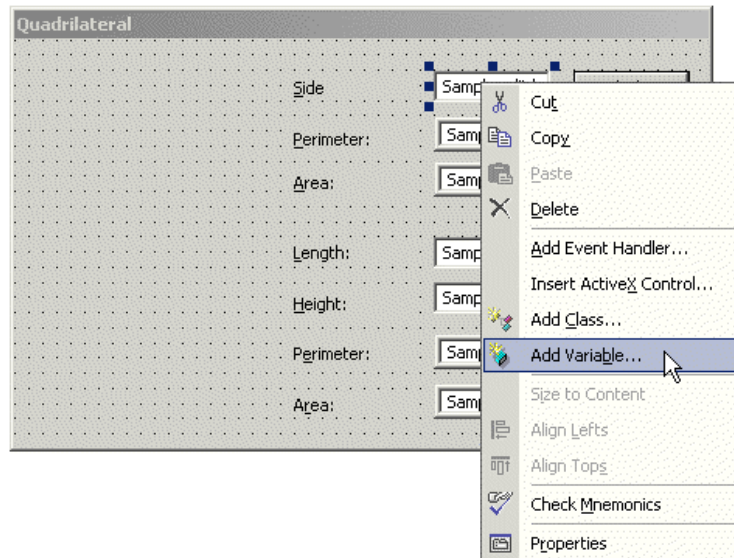 Quadrilateral
Side
Perimeter:
Area:
Length:
Height:
Perimeter:
Area:
Cut
Copy
Paste
Delete
Add Event Handler...
Insert ActiveX Control...
Add Class...
Add Variable...
Size to Content
Align Lefts
Align Tops
Check Mnemonics
Properties